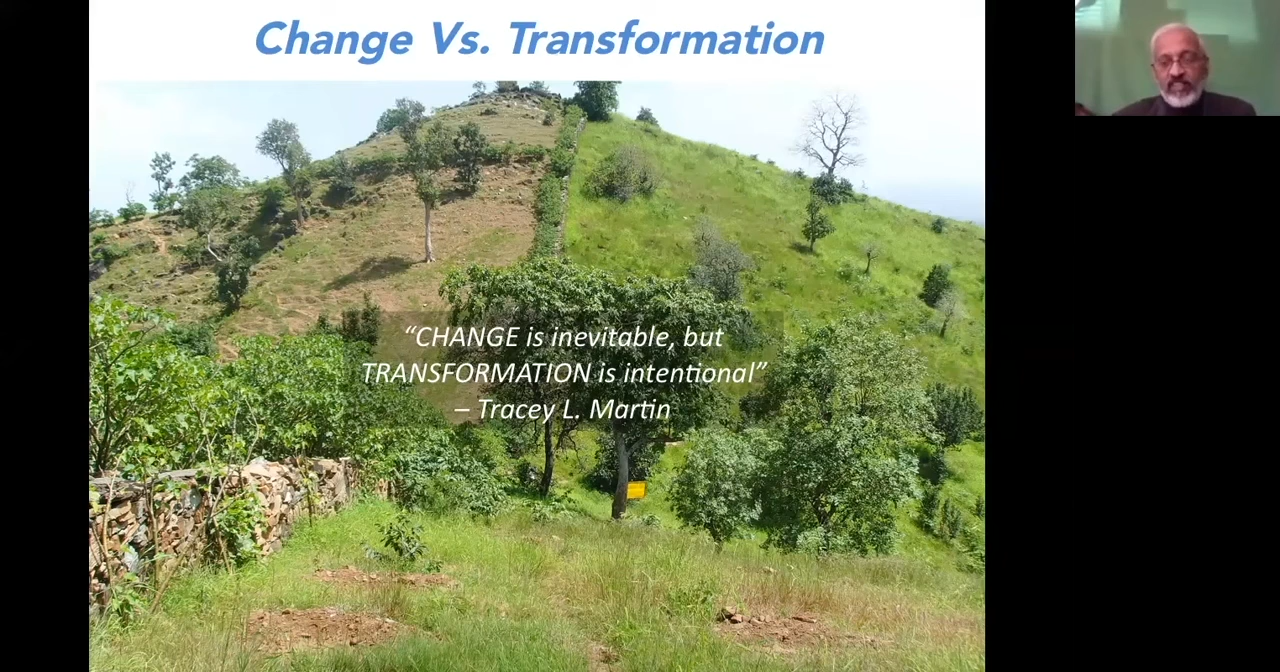 Change Vs. Transformation
“CHANGE is inevitable, but
TRANSFORMATION is intentional”
– Tracey L. Martin